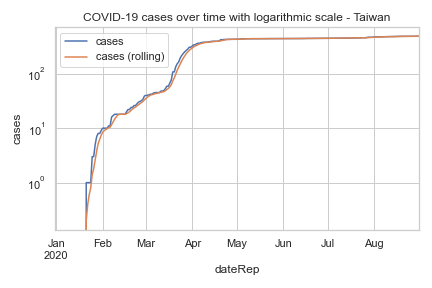 COVID-19 cases over time with logarithmic scale - Taiwan
cases
cases (rolling)
10²
10¹
10⁰
cases
Jan Feb Mar Apr May Jun Jul Aug
2020
dateRep